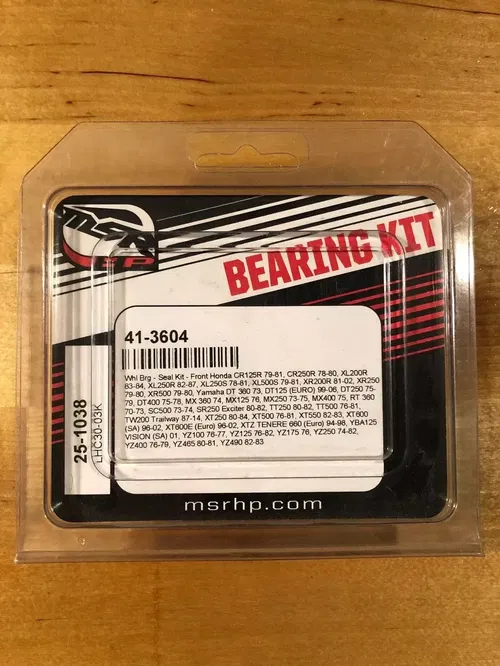 MSR
HP
BEARING KIT
41-3604
Whl Brg - Seal Kit - Front Honda CR125R 79-81, CR250R 78-80, XL200R
83-84, XL250R 82-87, XL250S 78-81, XL500S 79-81, XR200R 81-02, XR250
79-80, XR500 79-80, Yamaha DT 360 73, DT125 (EURO) 99-06, DT250 75-
79, DT400 75-78, MX 360 74, MX125 76, MX250 73-75, MX400 75, RT 360
70-73, SC500 73-74, SR250 Exciter 80-82, TT250 80-82, TT500 76-81,
TW200 Trailway 87-14, XT250 80-84, XT500 76-81, XT550 82-83, XT600
(SA) 96-02, XT600E (Euro) 96-02, XTZ TENERE 660 (Euro) 94-98, YBA125
VISION (SA) 01, YZ100 76-77, YZ125 76-82, YZ175 76, YZ250 74-82,
YZ400 76-79, YZ465 80-81, YZ490 82-83
25-1038
LHC30-03K
msrhp.com